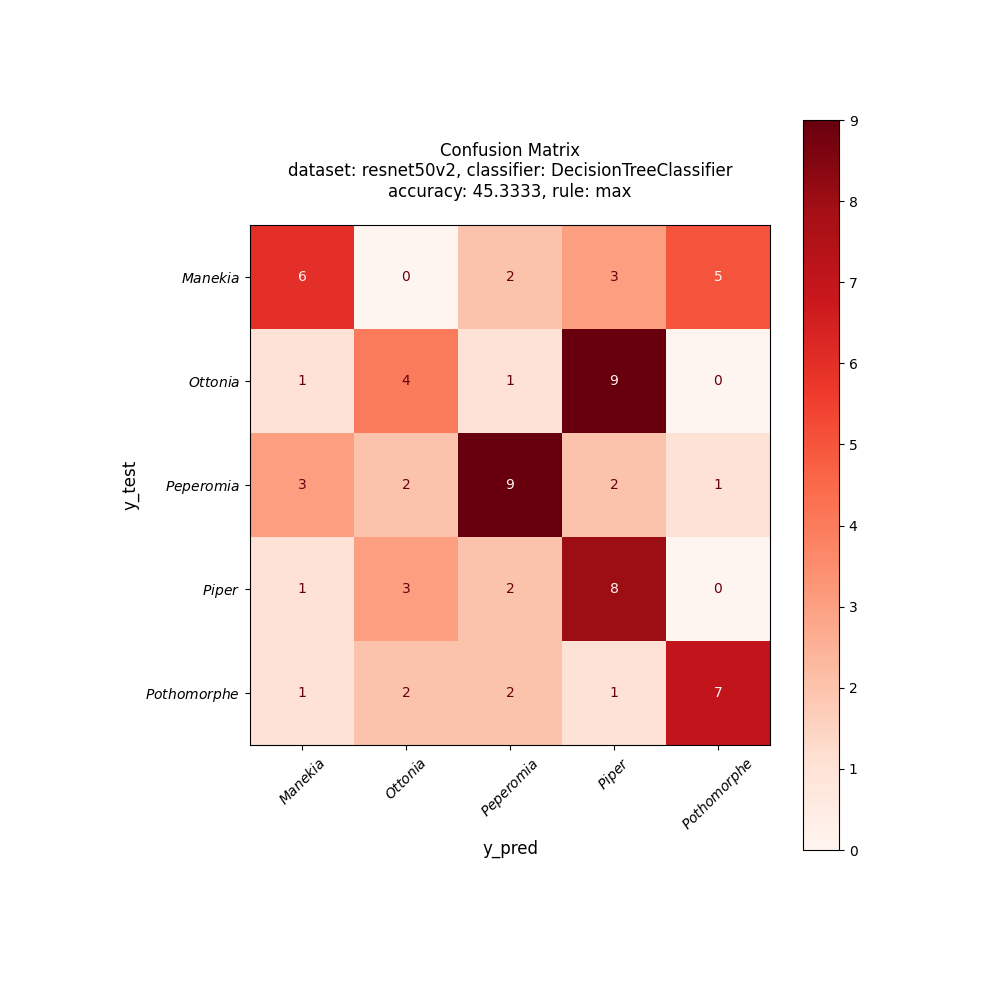 Confusion Matrix
dataset: resnet50v2, classifier: DecisionTreeClassifier
accuracy: 45.3333, rule: max
Manekia 6 0 2 3 5
Ottonia 1 4 1 9 0
Peperomia 3 2 9 2 1
Piper 1 3 2 8 0
Pothomorphe 1 2 2 1 7
y_test
Manekia Ottonia Peperomia Piper Pothomorphe
y_pred
9
8
7
6
5
4
3
2
1
0